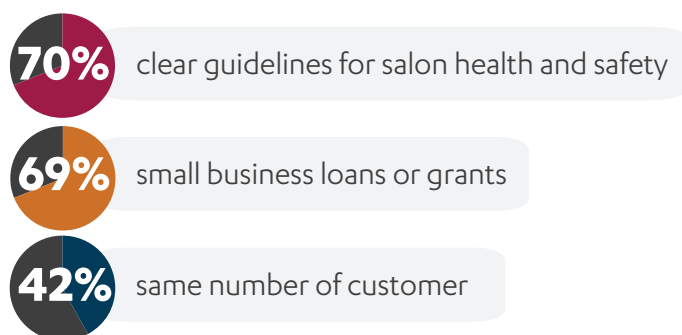 70% clear guidelines for salon health and safety
69% small business loans or grants
42% same number of customer